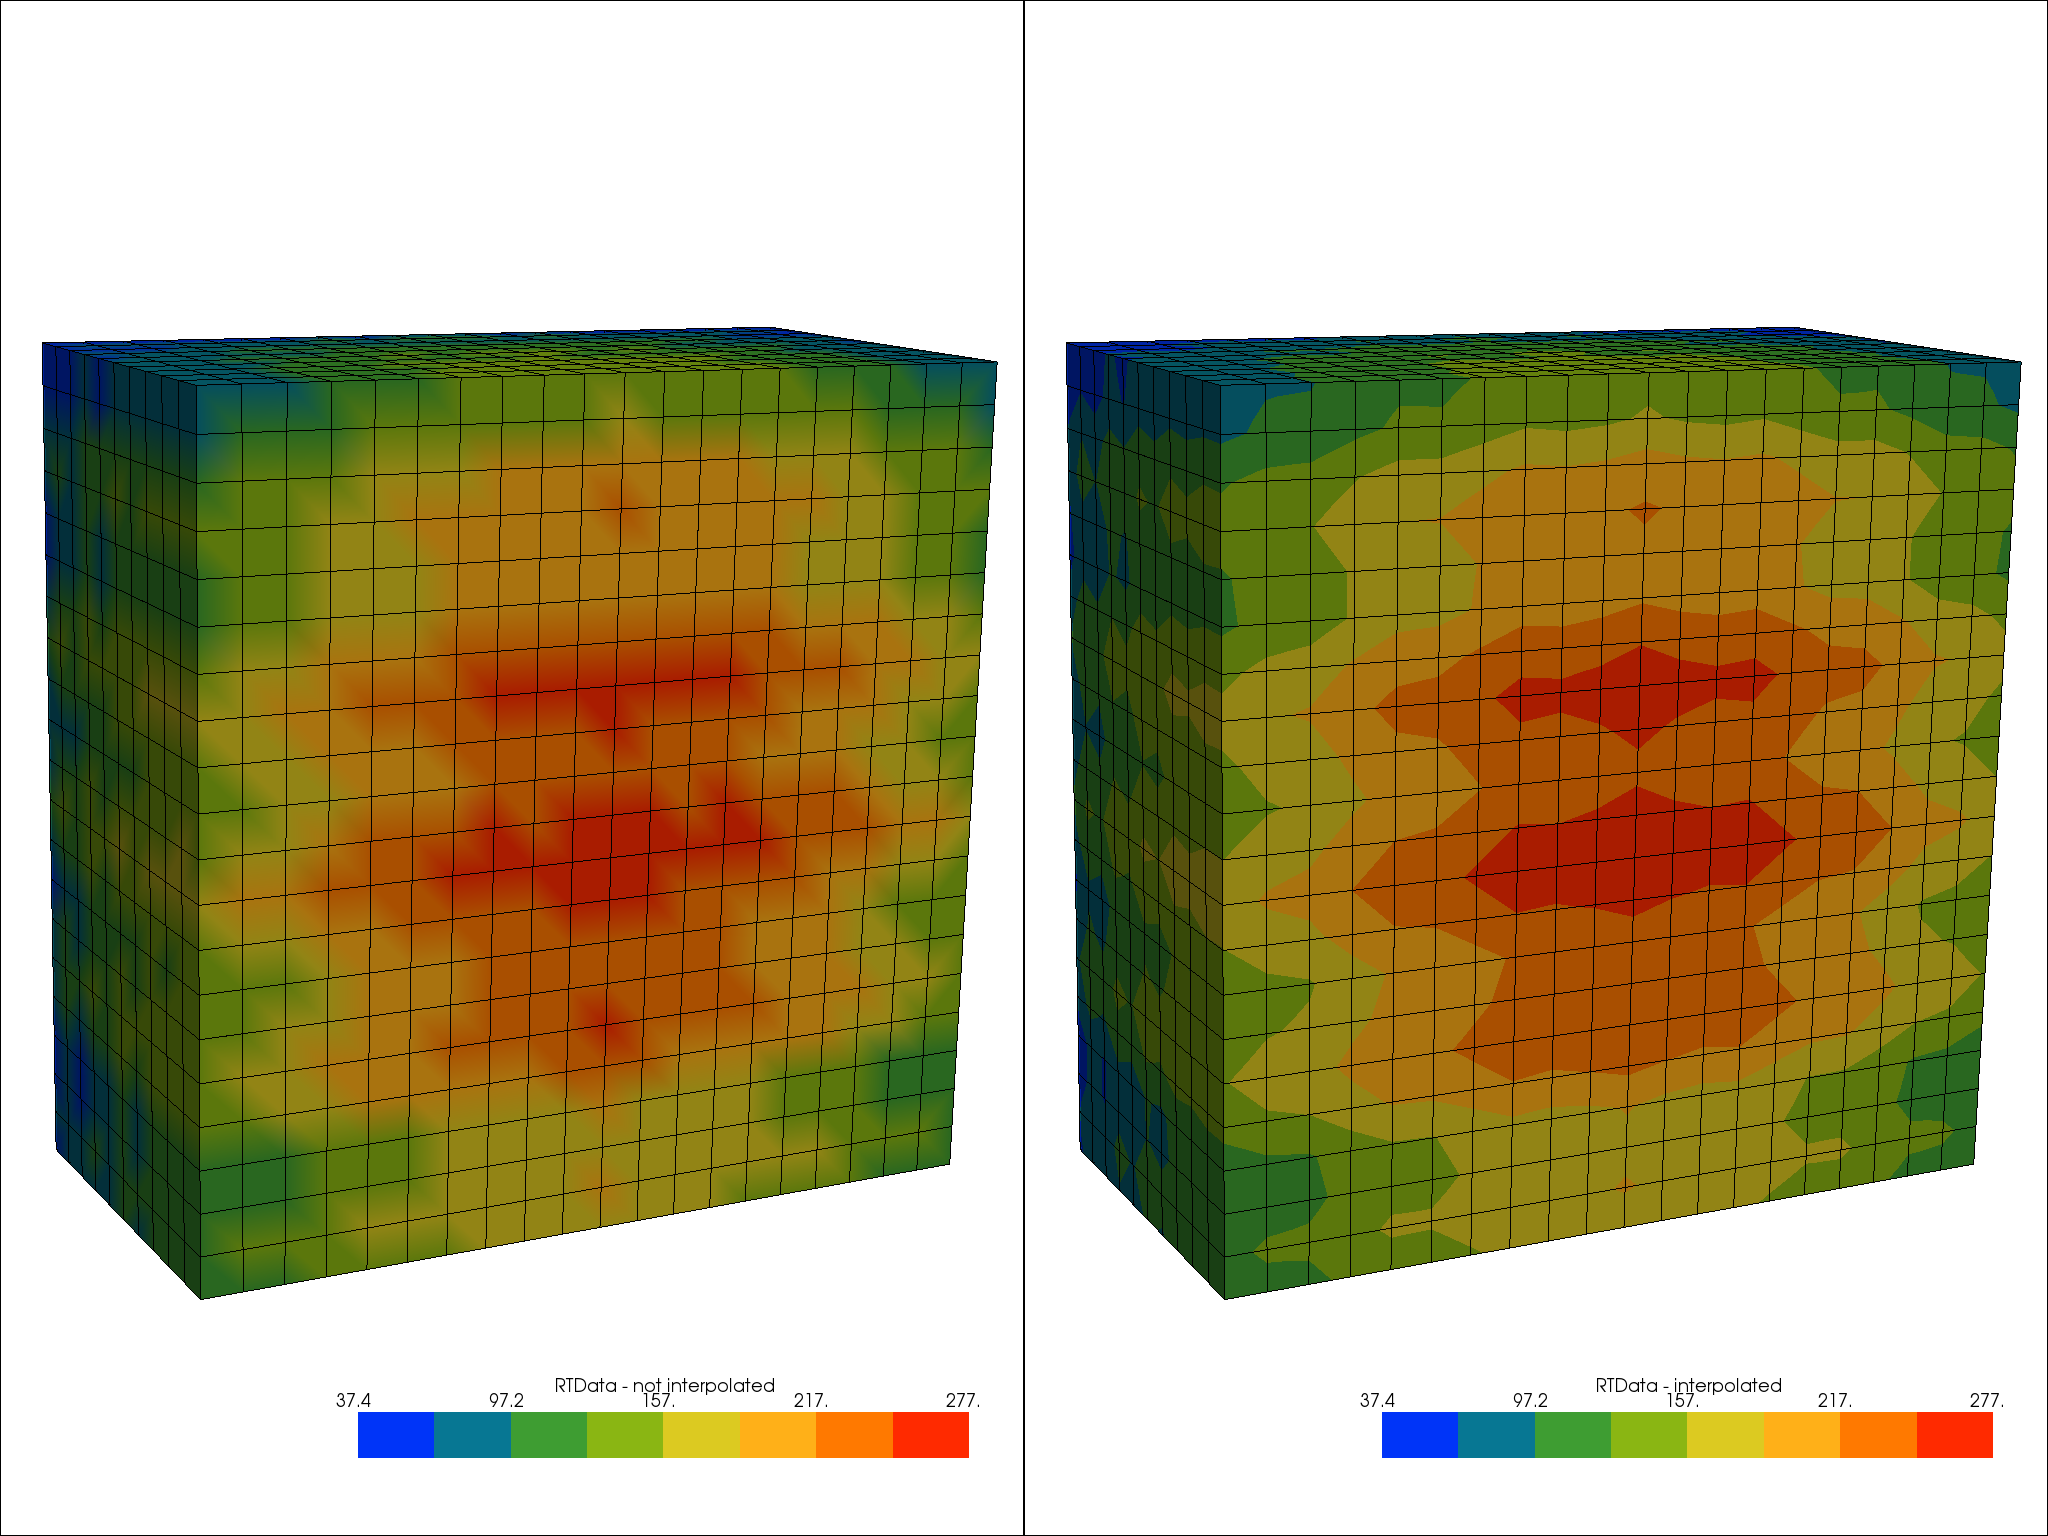 RTData - not interpolated
37.4 97.2 157. 217. 277.
RTData - interpolated
37.4 97.2 157. 217. 277.